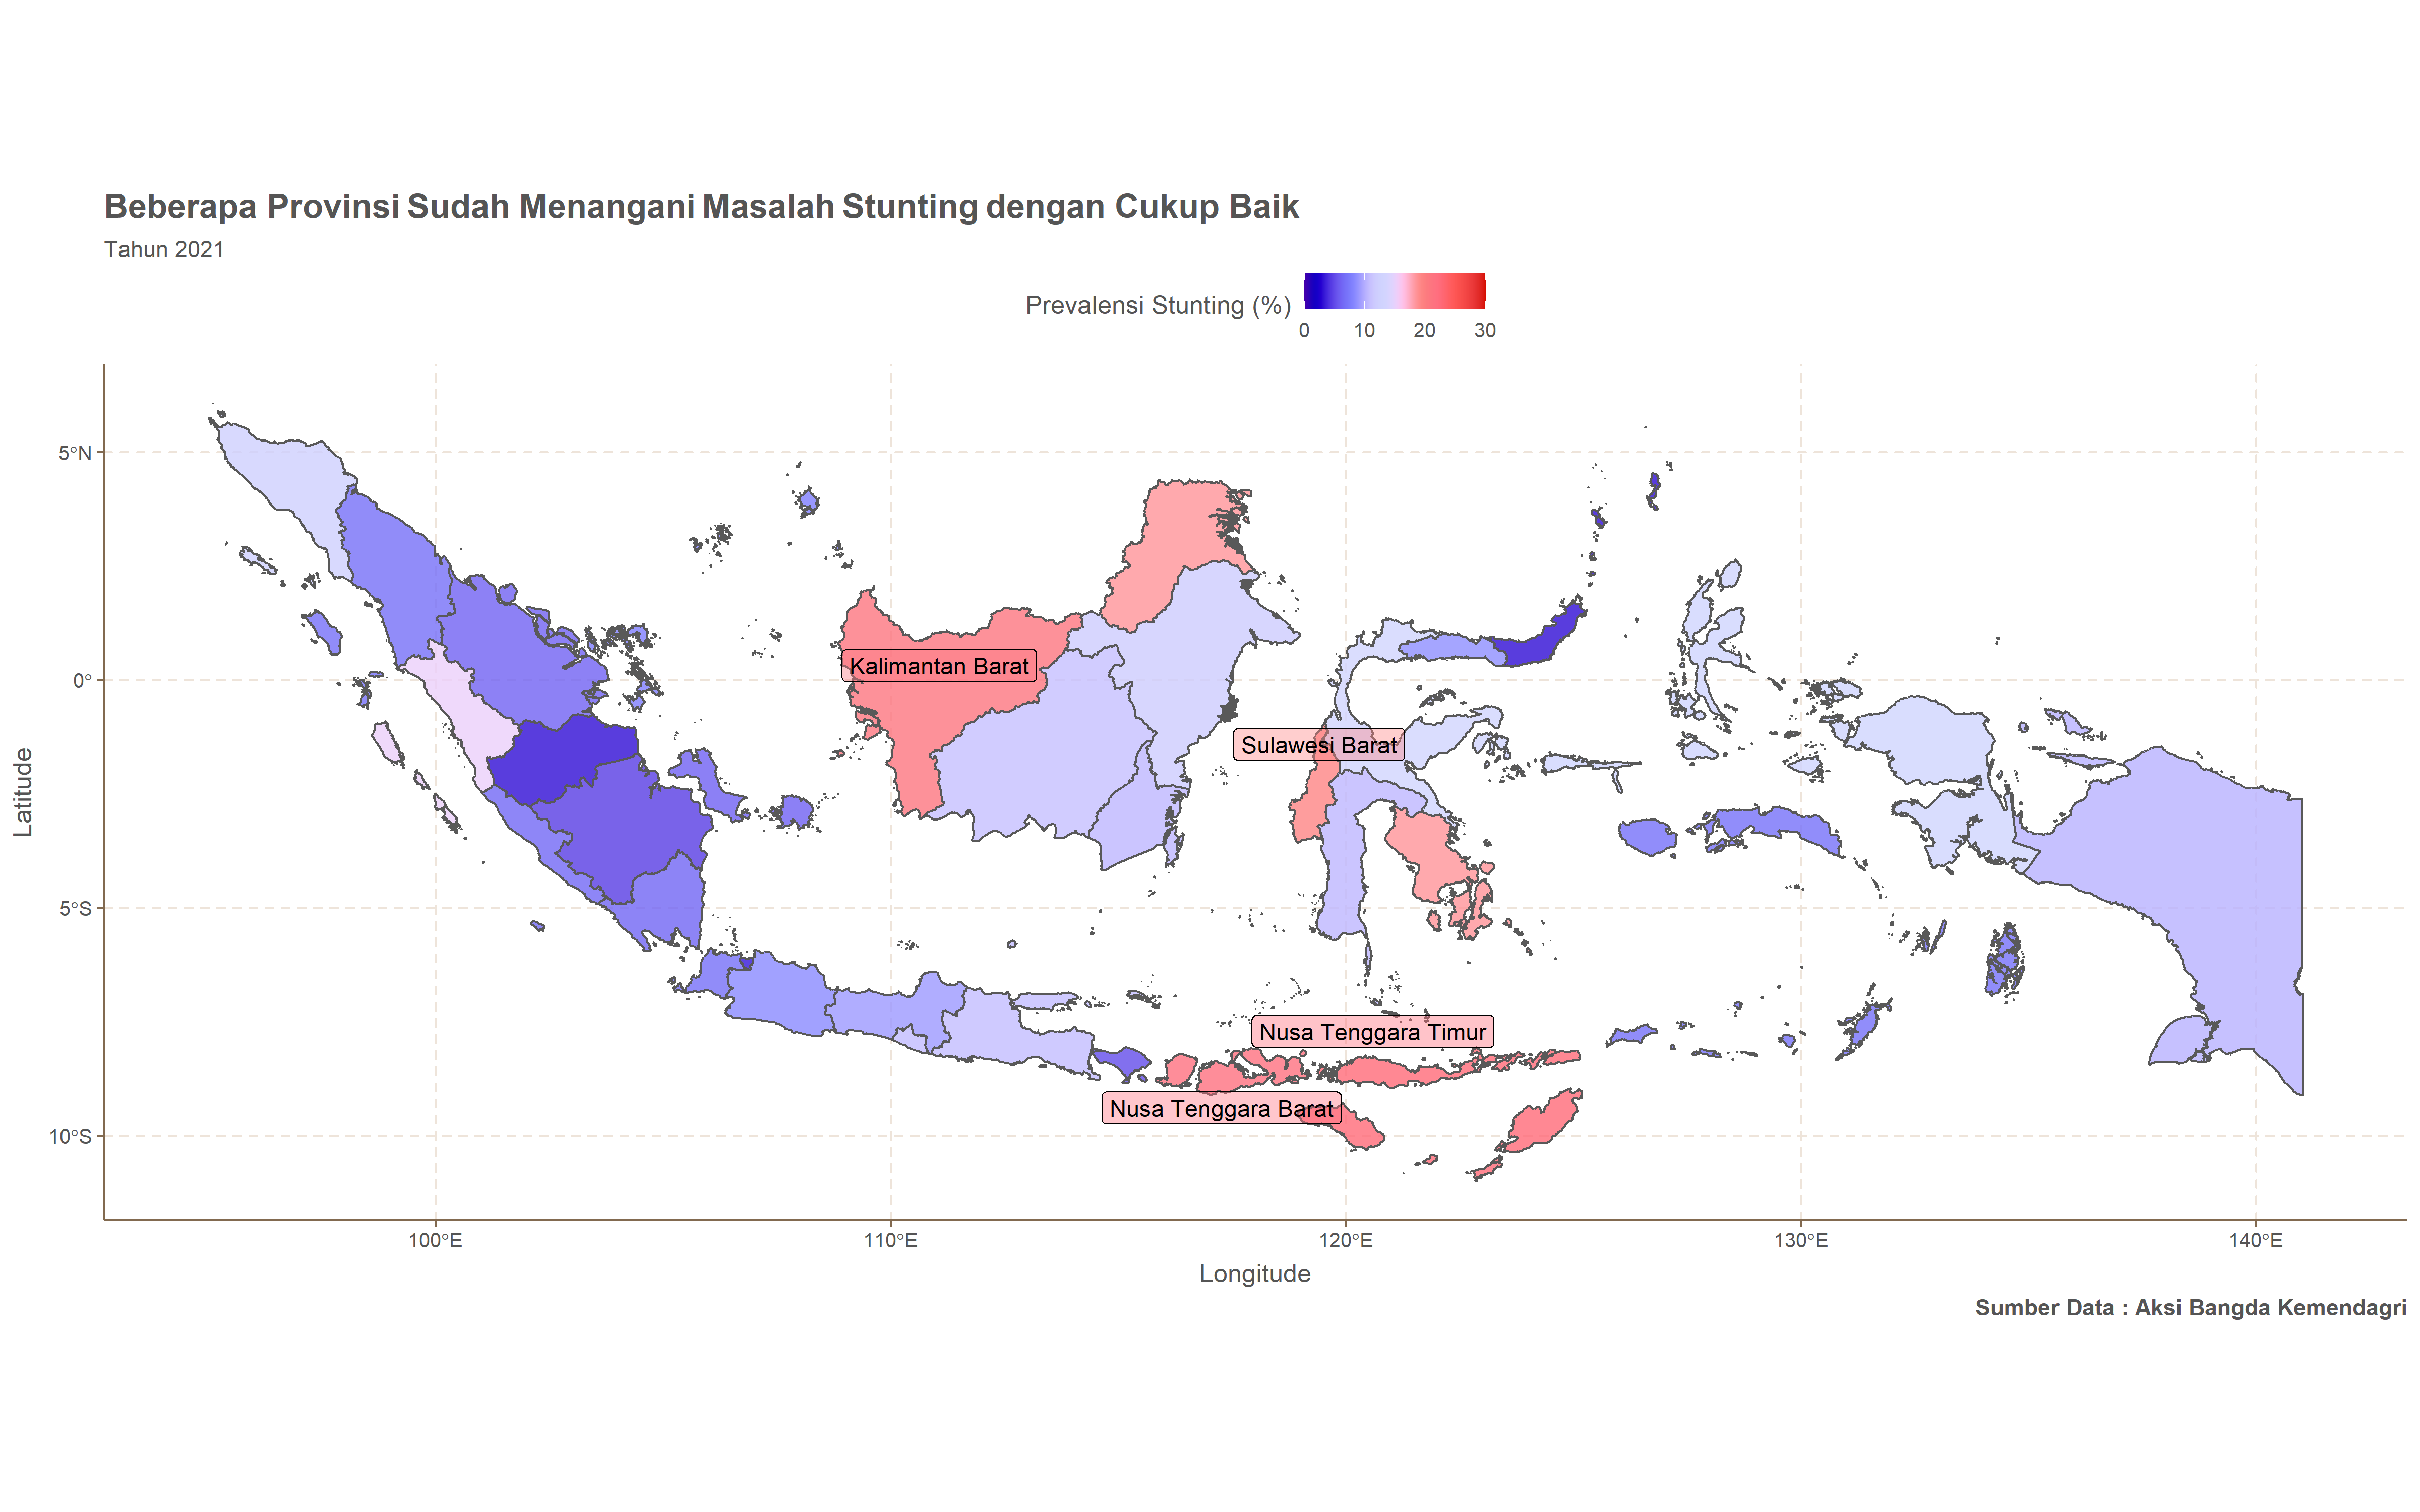 Beberapa Provinsi Sudah Menangani Masalah Stunting dengan Cukup Baik
Tahun 2021
Prevalensi Stunting (%)
0 10 20 30
5°N
0°
5°S
10°S
Latitude
Kalimantan Barat
Sulawesi Barat
Nusa Tenggara Timur
Nusa Tenggara Barat
100°E 110°E 120°E 130°E 140°E
Longitude
Sumber Data : Aksi Bangda Kemendagri